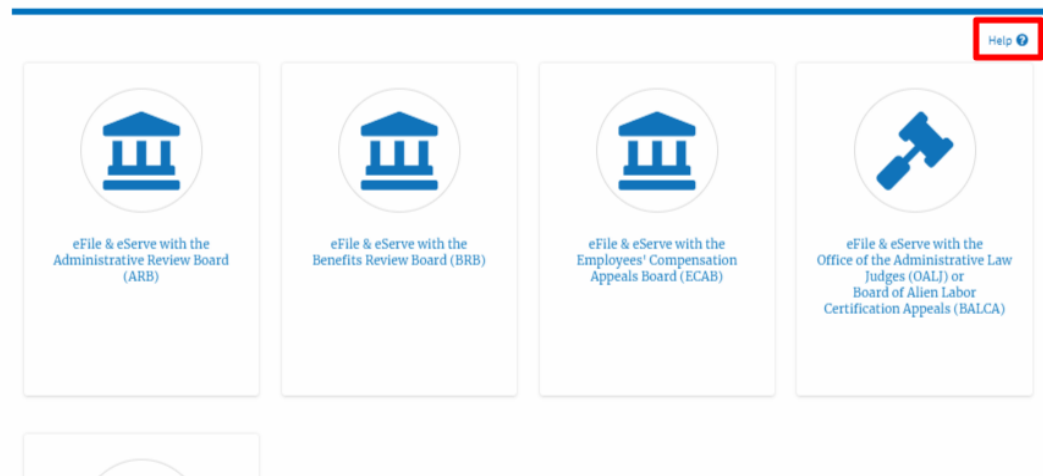 Help
eFile & eServe with the
Administrative Review Board
(ARB)
eFile & eServe with the
Benefits Review Board (BRB)
eFile & eServe with the
Employees' Compensation
Appeals Board (ECAB)
eFile & eServe with the
Office of the Administrative Law
Judges (OALJ) or
Board of Alien Labor
Certification Appeals (BALCA)